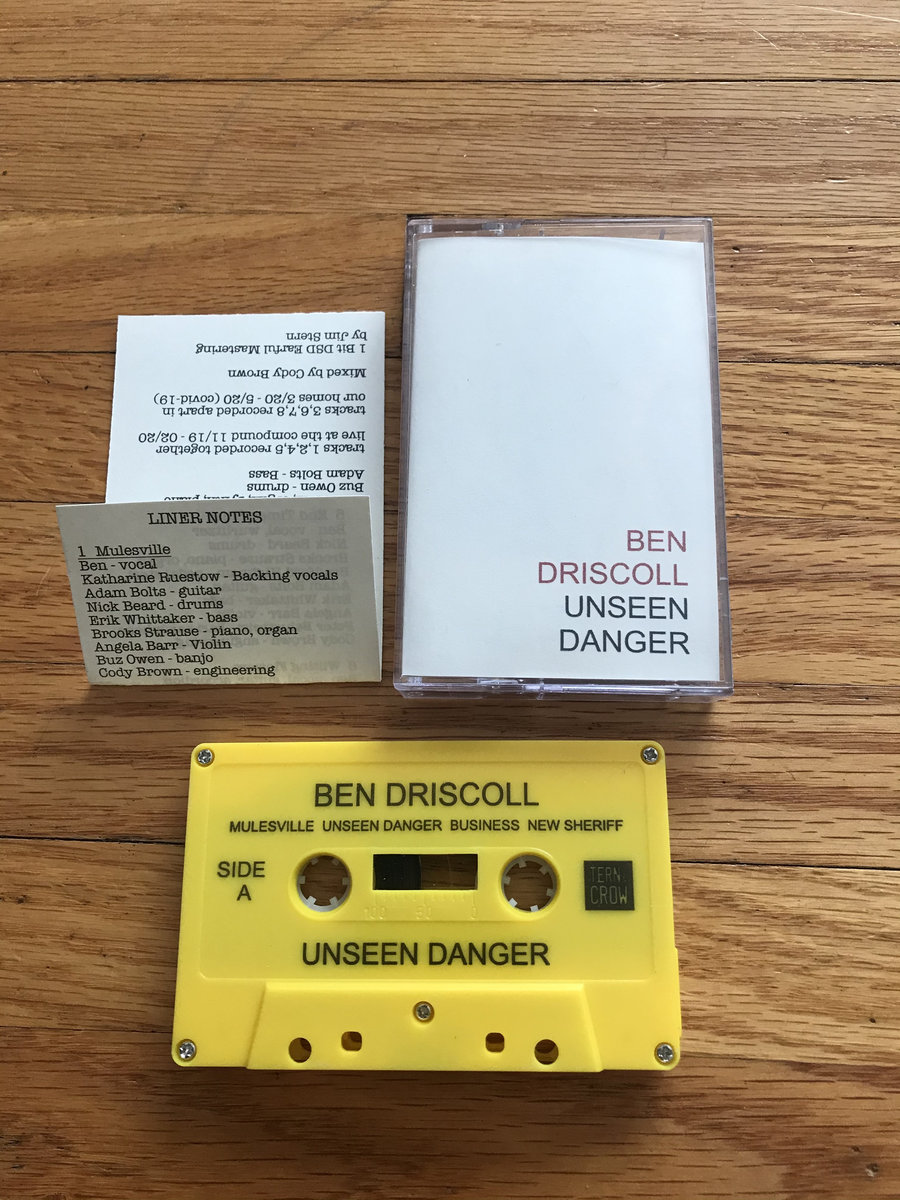 by Jim Stern
1 Bit DSD Earful Mastering
Mixed by Cody Brown
our homes 3/20 - 5/20 (covid-19)
tracks 3,6,7,8 recorded apart in
live at the compound 11/19 - 02/20
tracks 1,2,4,5 recorded together
Adam Bolts - Bass
Buz Owen - drums
LINER NOTES
1 Mulesville
Ben - vocal
Katharine Ruestow - Backing vocals
Adam Bolts - guitar
Nick Beard - drums
Erik Whittaker - bass
Brooks Strause - piano, organ
Angela Barr - Violin
Buz Owen - banjo
Cody Brown - engineering
BEN
DRISCOLL
UNSEEN
DANGER
BEN DRISCOLL
MULESVILLE UNSEEN DANGER BUSINESS NEW SHERIFF
SIDE
A
100 50 0
TERN
CROW
UNSEEN DANGER